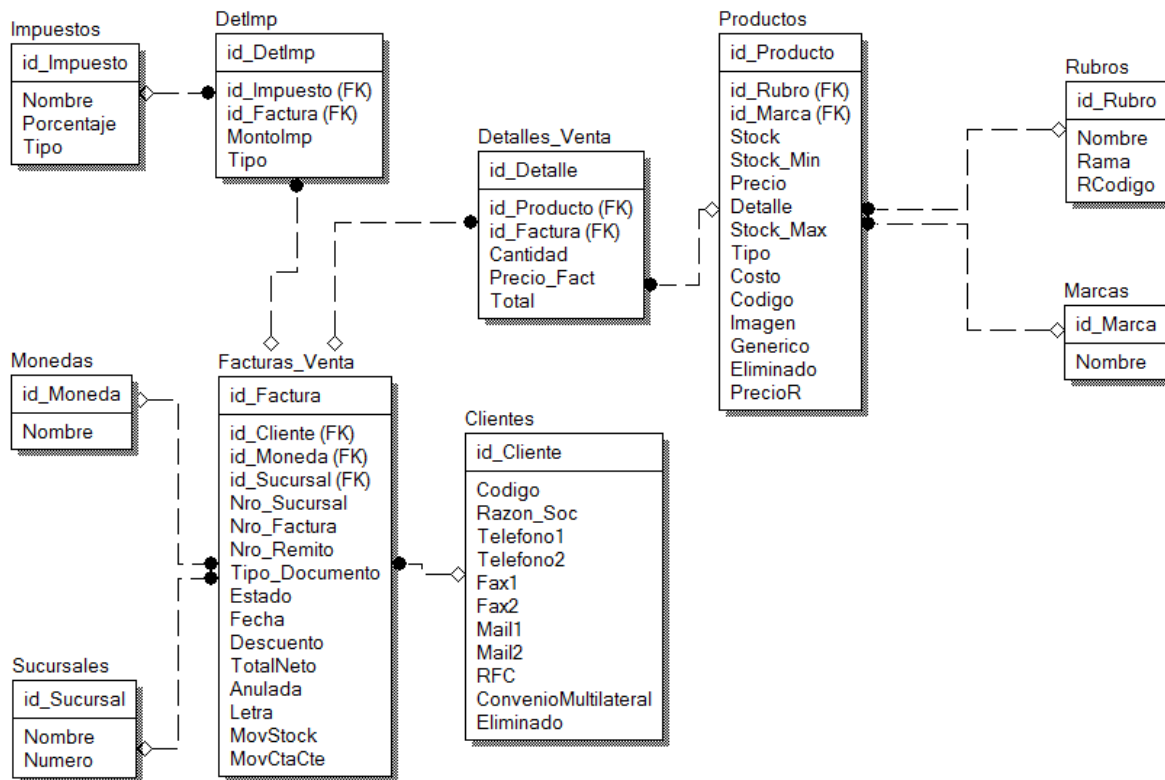 Impuestos
id_Impuesto
Nombre
Porcentaje
Tipo
DetImp
id_DetImp
id_Impuesto (FK)
id_Factura (FK)
MontoImp
Tipo
Detalles_Venta
id_Detalle
id_Producto (FK)
id_Factura (FK)
Cantidad
Precio_Fact
Total
Productos
id_Producto
id_Rubro (FK)
id_Marca (FK)
Stock
Stock_Min
Precio
Detalle
Stock_Max
Tipo
Costo
Codigo
Imagen
Generico
Eliminado
PrecioR
Rubros
id_Rubro
Nombre
Rama
RCodigo
Marcas
id_Marca
Nombre
Monedas
id_Moneda
Nombre
Sucursales
id_Sucursal
Nombre
Numero
Facturas_Venta
id_Factura
id_Cliente (FK)
id_Moneda (FK)
id_Sucursal (FK)
Nro_Sucursal
Nro_Factura
Nro_Remito
Tipo_Documento
Estado
Fecha
Descuento
TotalNeto
Anulada
Letra
MovStock
MovCtaCte
Clientes
id_Cliente
Codigo
Razon_Soc
Telefono1
Telefono2
Fax1
Fax2
Mail1
Mail2
RFC
ConvenioMultilateral
Eliminado